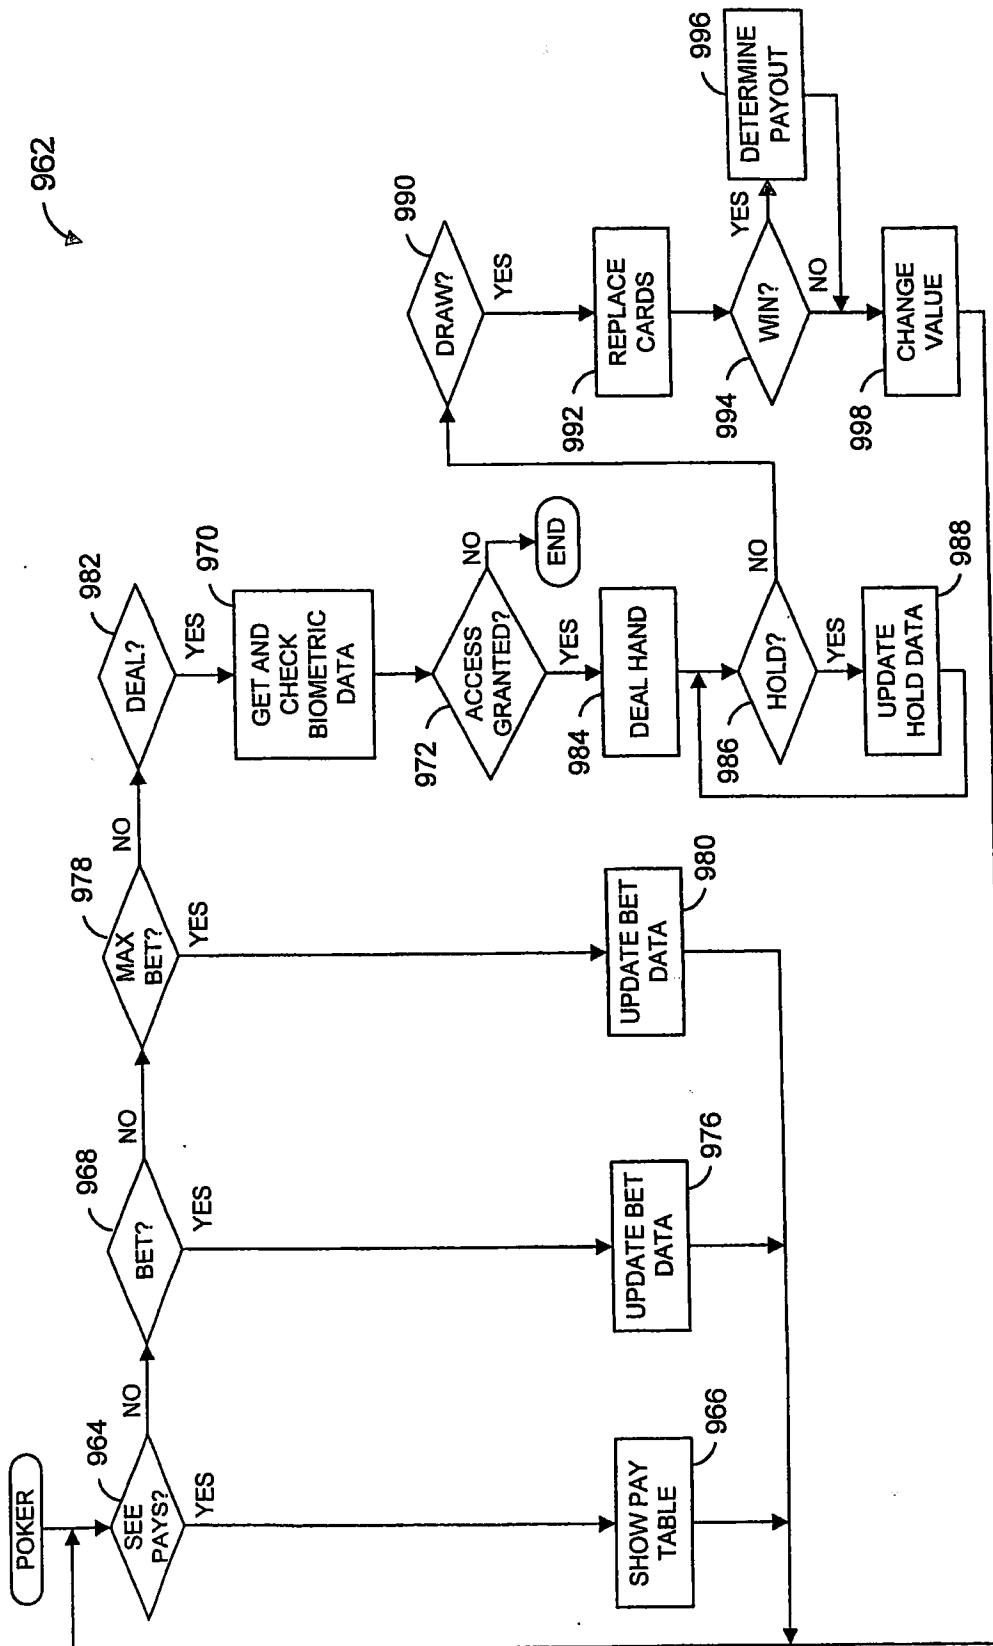 962
POKER
964
SEE
PAYS?
NO
YES
968
BET?
NO
YES
978
MAX
BET?
NO
YES
982
DEAL?
YES
970
GET AND
CHECK
BIOMETRIC
DATA
972
ACCESS
GRANTED?
NO
END
YES
984
DEAL HAND
986
HOLD?
NO
YES
988
UPDATE
HOLD DATA
990
DRAW?
YES
992
REPLACE
CARDS
994
WIN?
YES
NO
996
DETERMINE
PAYOUT
998
CHANGE
VALUE
SHOW PAY
TABLE
966
UPDATE BET
DATA
976
UPDATE BET
DATA
980